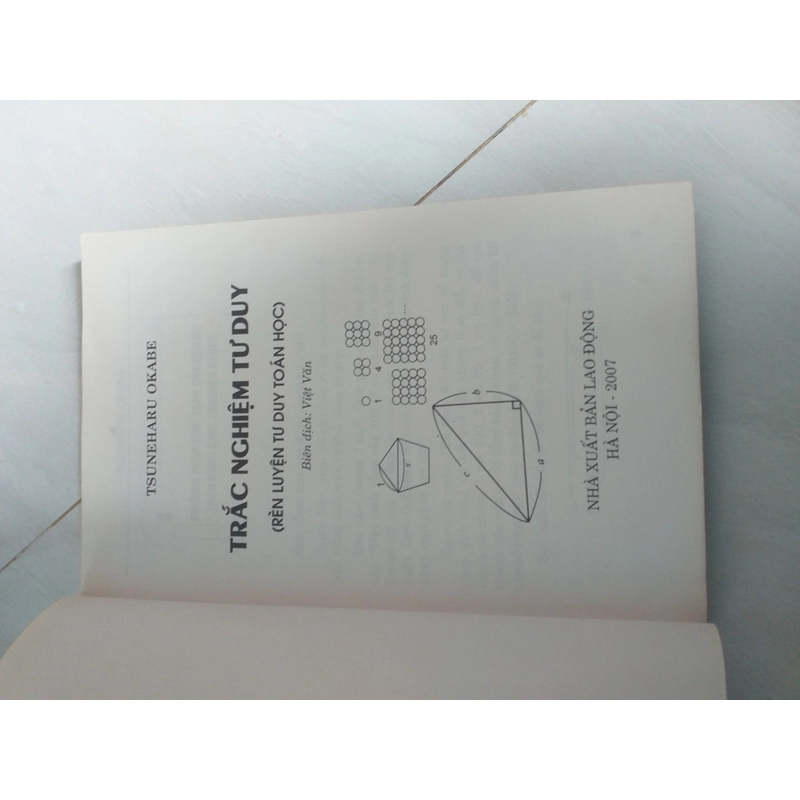 TSUNEHARU OKABE
TRẮC NGHIỆM TƯ DUY
(RÈN LUYỆN TƯ DUY TOÁN HỌC)
Biên dịch: Việt Văn
1
4
9
25
...
1
x
c
b
a
NHÀ XUẤT BẢN LAO ĐỘNG
HÀ NỘI - 2007